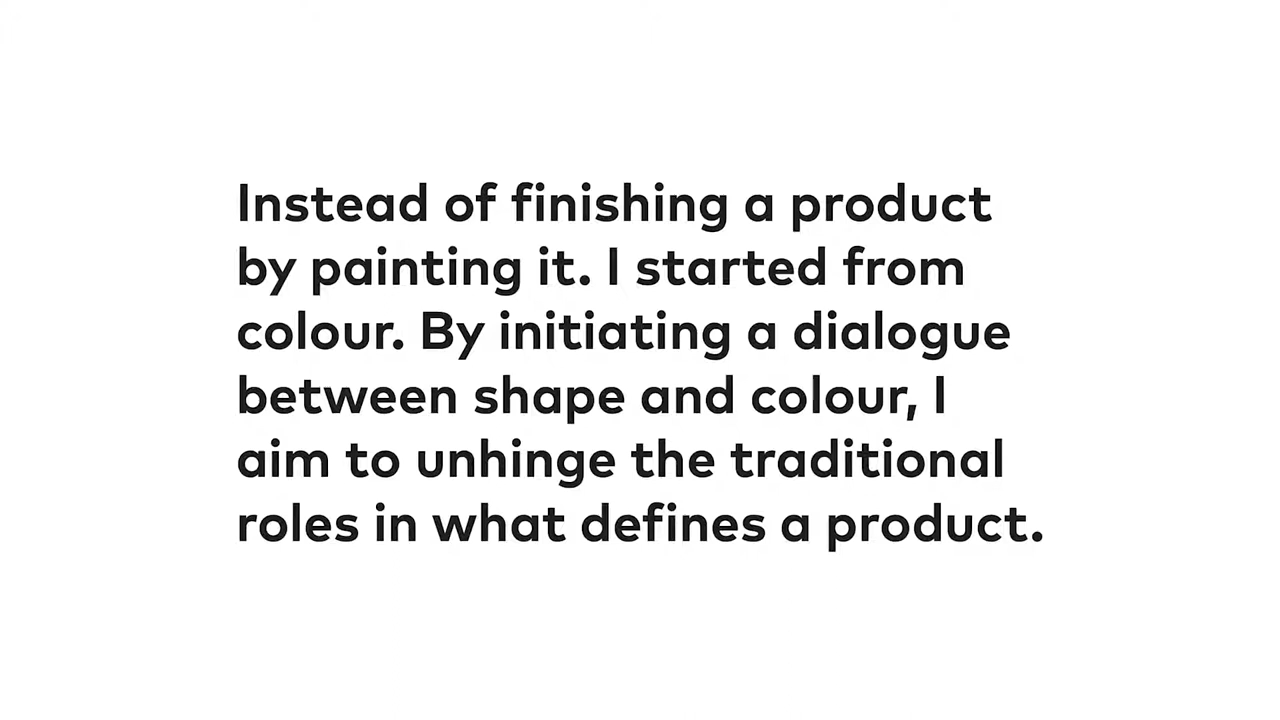 Instead of finishing a product
by painting it. I started from
colour. By initiating a dialogue
between shape and colour, I
aim to unhinge the traditional
roles in what defines a product.